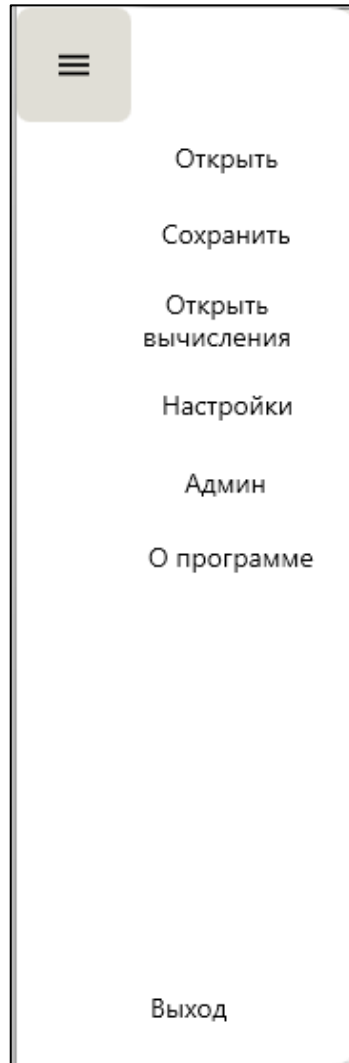 Открыть
Сохранить
Открыть
вычисления
Настройки
Админ
О программе
Выход